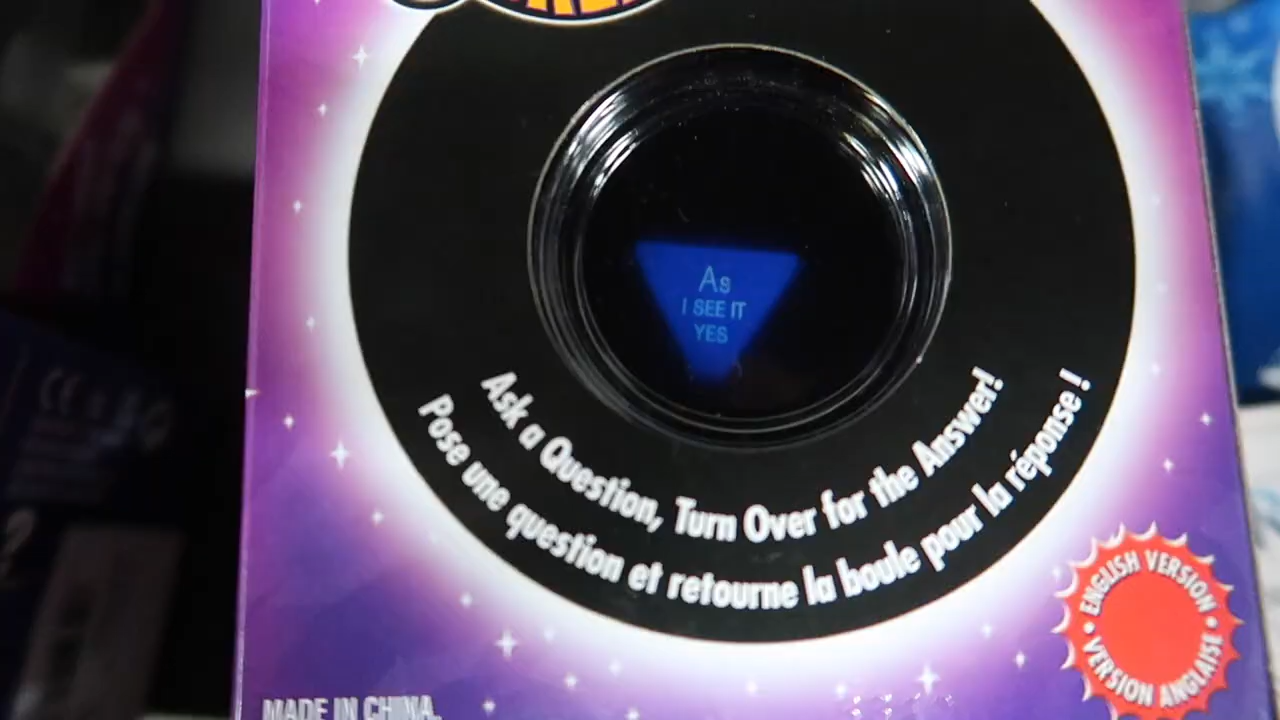 As
I SEE IT
YES
Ask a Question, Turn Over for the Answer!
Pose une question et retourne la boule pour la réponse !
• ENGLISH VERSION •
VERSION ANGLAISE
MADE IN CHINA.